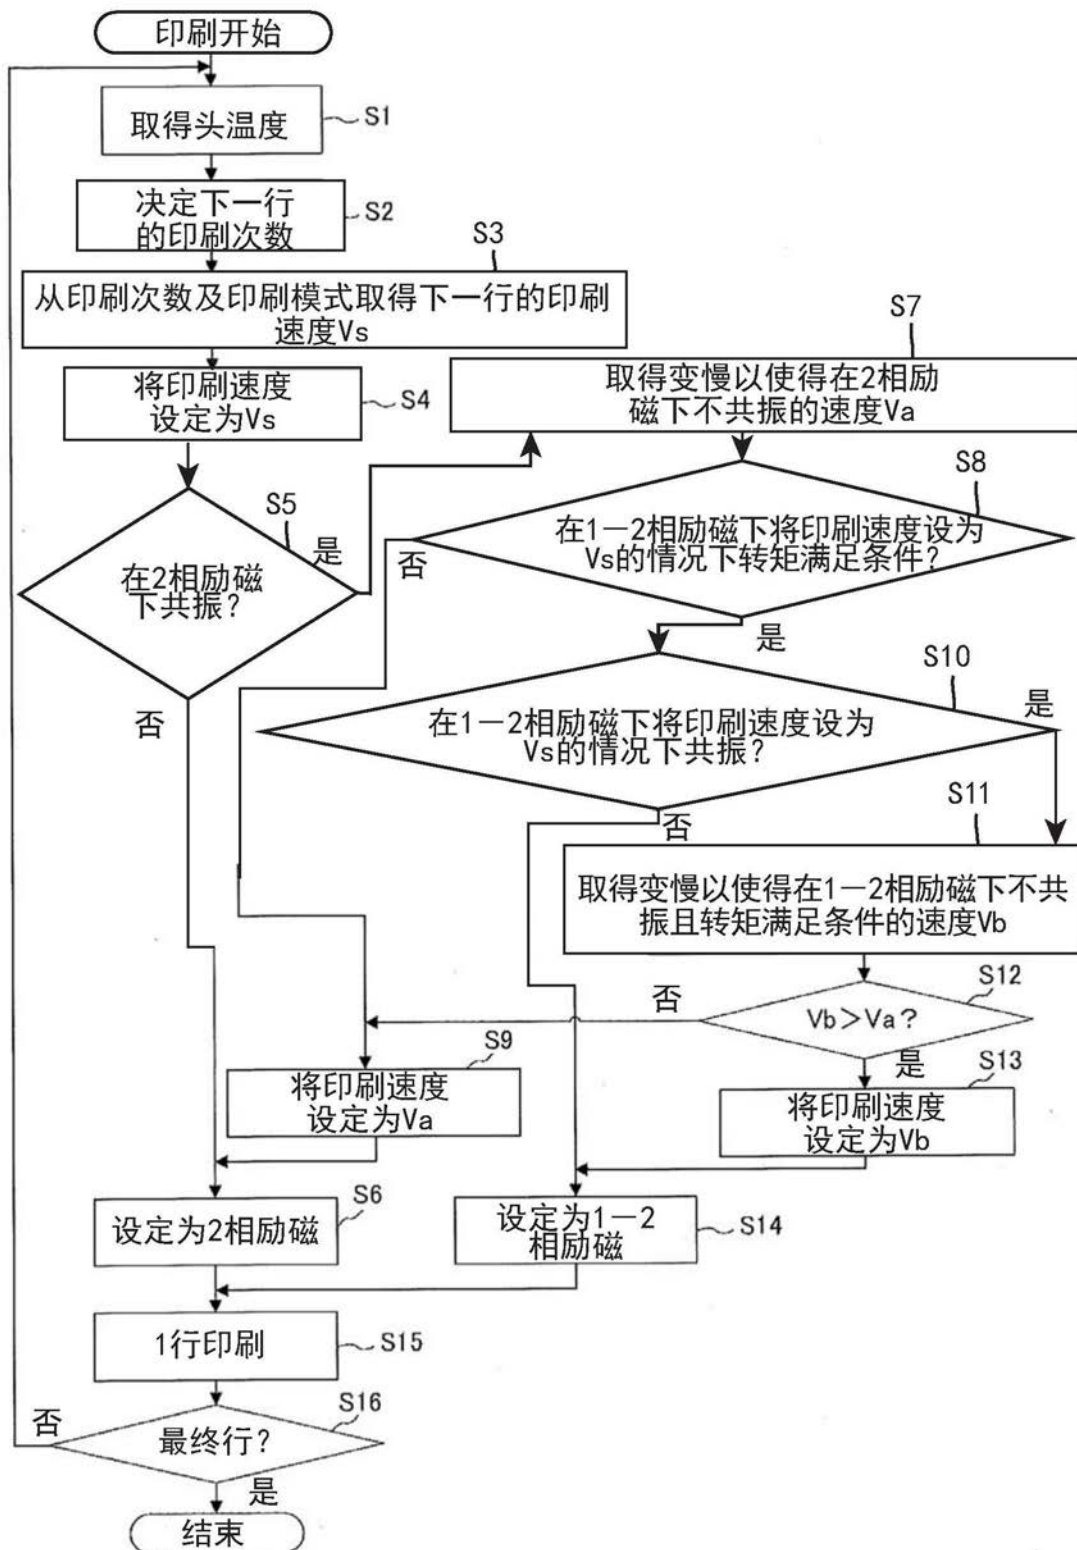 印刷开始
取得头温度
S1
决定下一行
的印刷次数
S2
S3
从印刷次数及印刷模式取得下一行的印刷
速度Vs
将印刷速度
设定为Vs
S4
S7
取得变慢以使得在2相励
磁下不共振的速度Va
S5
是
在2相励磁
下共振？
否
S8
在1－2相励磁下将印刷速度设为
Vs的情况下转矩满足条件？
否
是
S10
在1－2相励磁下将印刷速度设为
Vs的情况下共振？
是
否
S11
取得变慢以使得在1－2相励磁下不共
振且转矩满足条件的速度Vb
S12
Vb＞Va？
否
是
S9
将印刷速度
设定为Va
S13
将印刷速度
设定为Vb
S6
设定为2相励磁
设定为1－2
相励磁
S14
1行印刷
S15
S16
最终行？
否
是
结束